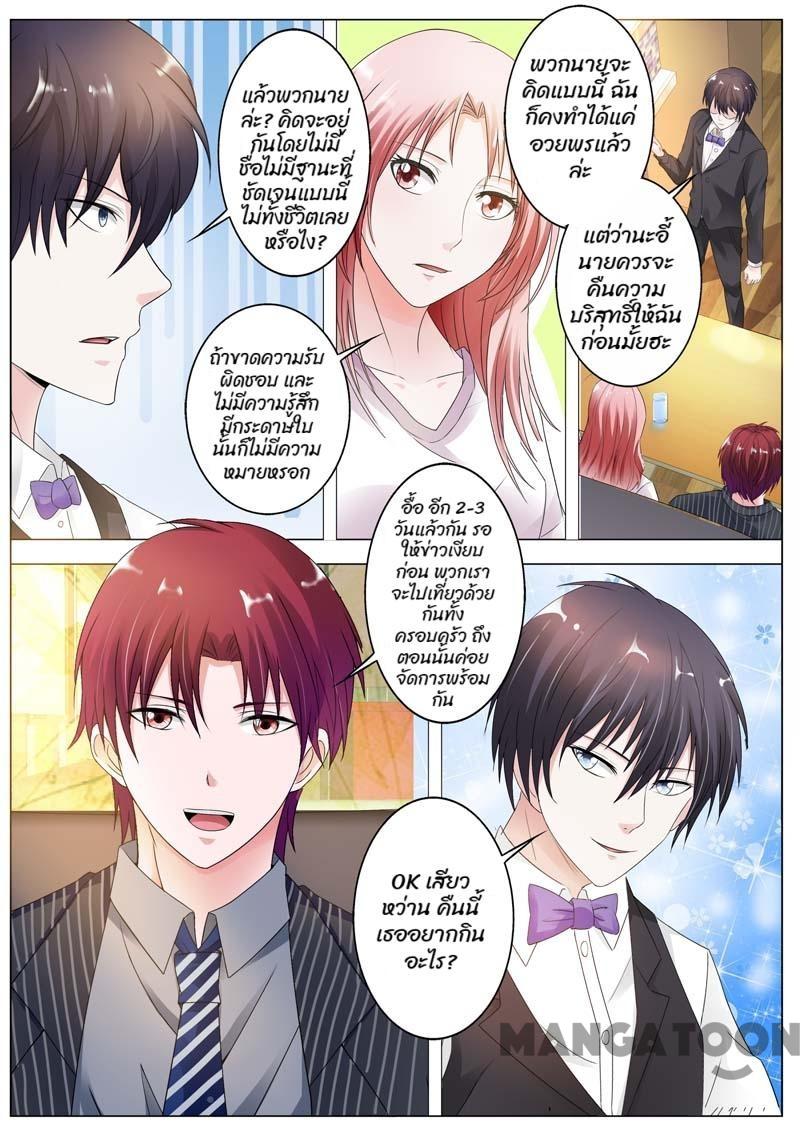 แล้วพวกนาย
ล่ะ? คิดจะอยู่
กันโดยไม่มี
ชื่อไม่มีฐานะที่
ชัดเจนแบบนี้
ไปทั้งชีวิตเลย
หรือไง?
ถ้าขาดความรับ
ผิดชอบ และ
ไม่มีความรู้สึก
มีกระดาษใบ
นั้นก็ไม่มีความ
หมายหรอก
พวกนายจะ
คิดแบบนี้ ฉัน
ก็คงทำได้แค่
อวยพรแล้ว
ล่ะ
แต่ว่านะอี้
นายควรจะ
คืนความ
บริสุทธิ์ให้ฉัน
ก่อนมั้ยฮะ
อื้อ อีก 2-3
วันแล้วกัน รอ
ให้ข่าวเงียบ
ก่อน พวกเรา
จะไปเที่ยวด้วย
กันทั้ง
ครอบครัว ถึง
ตอนนั้นค่อย
จัดการพร้อม
กัน
OK เสี่ยว
หว่าน คืนนี้
เธออยากกิน
อะไร?
MANGATOON